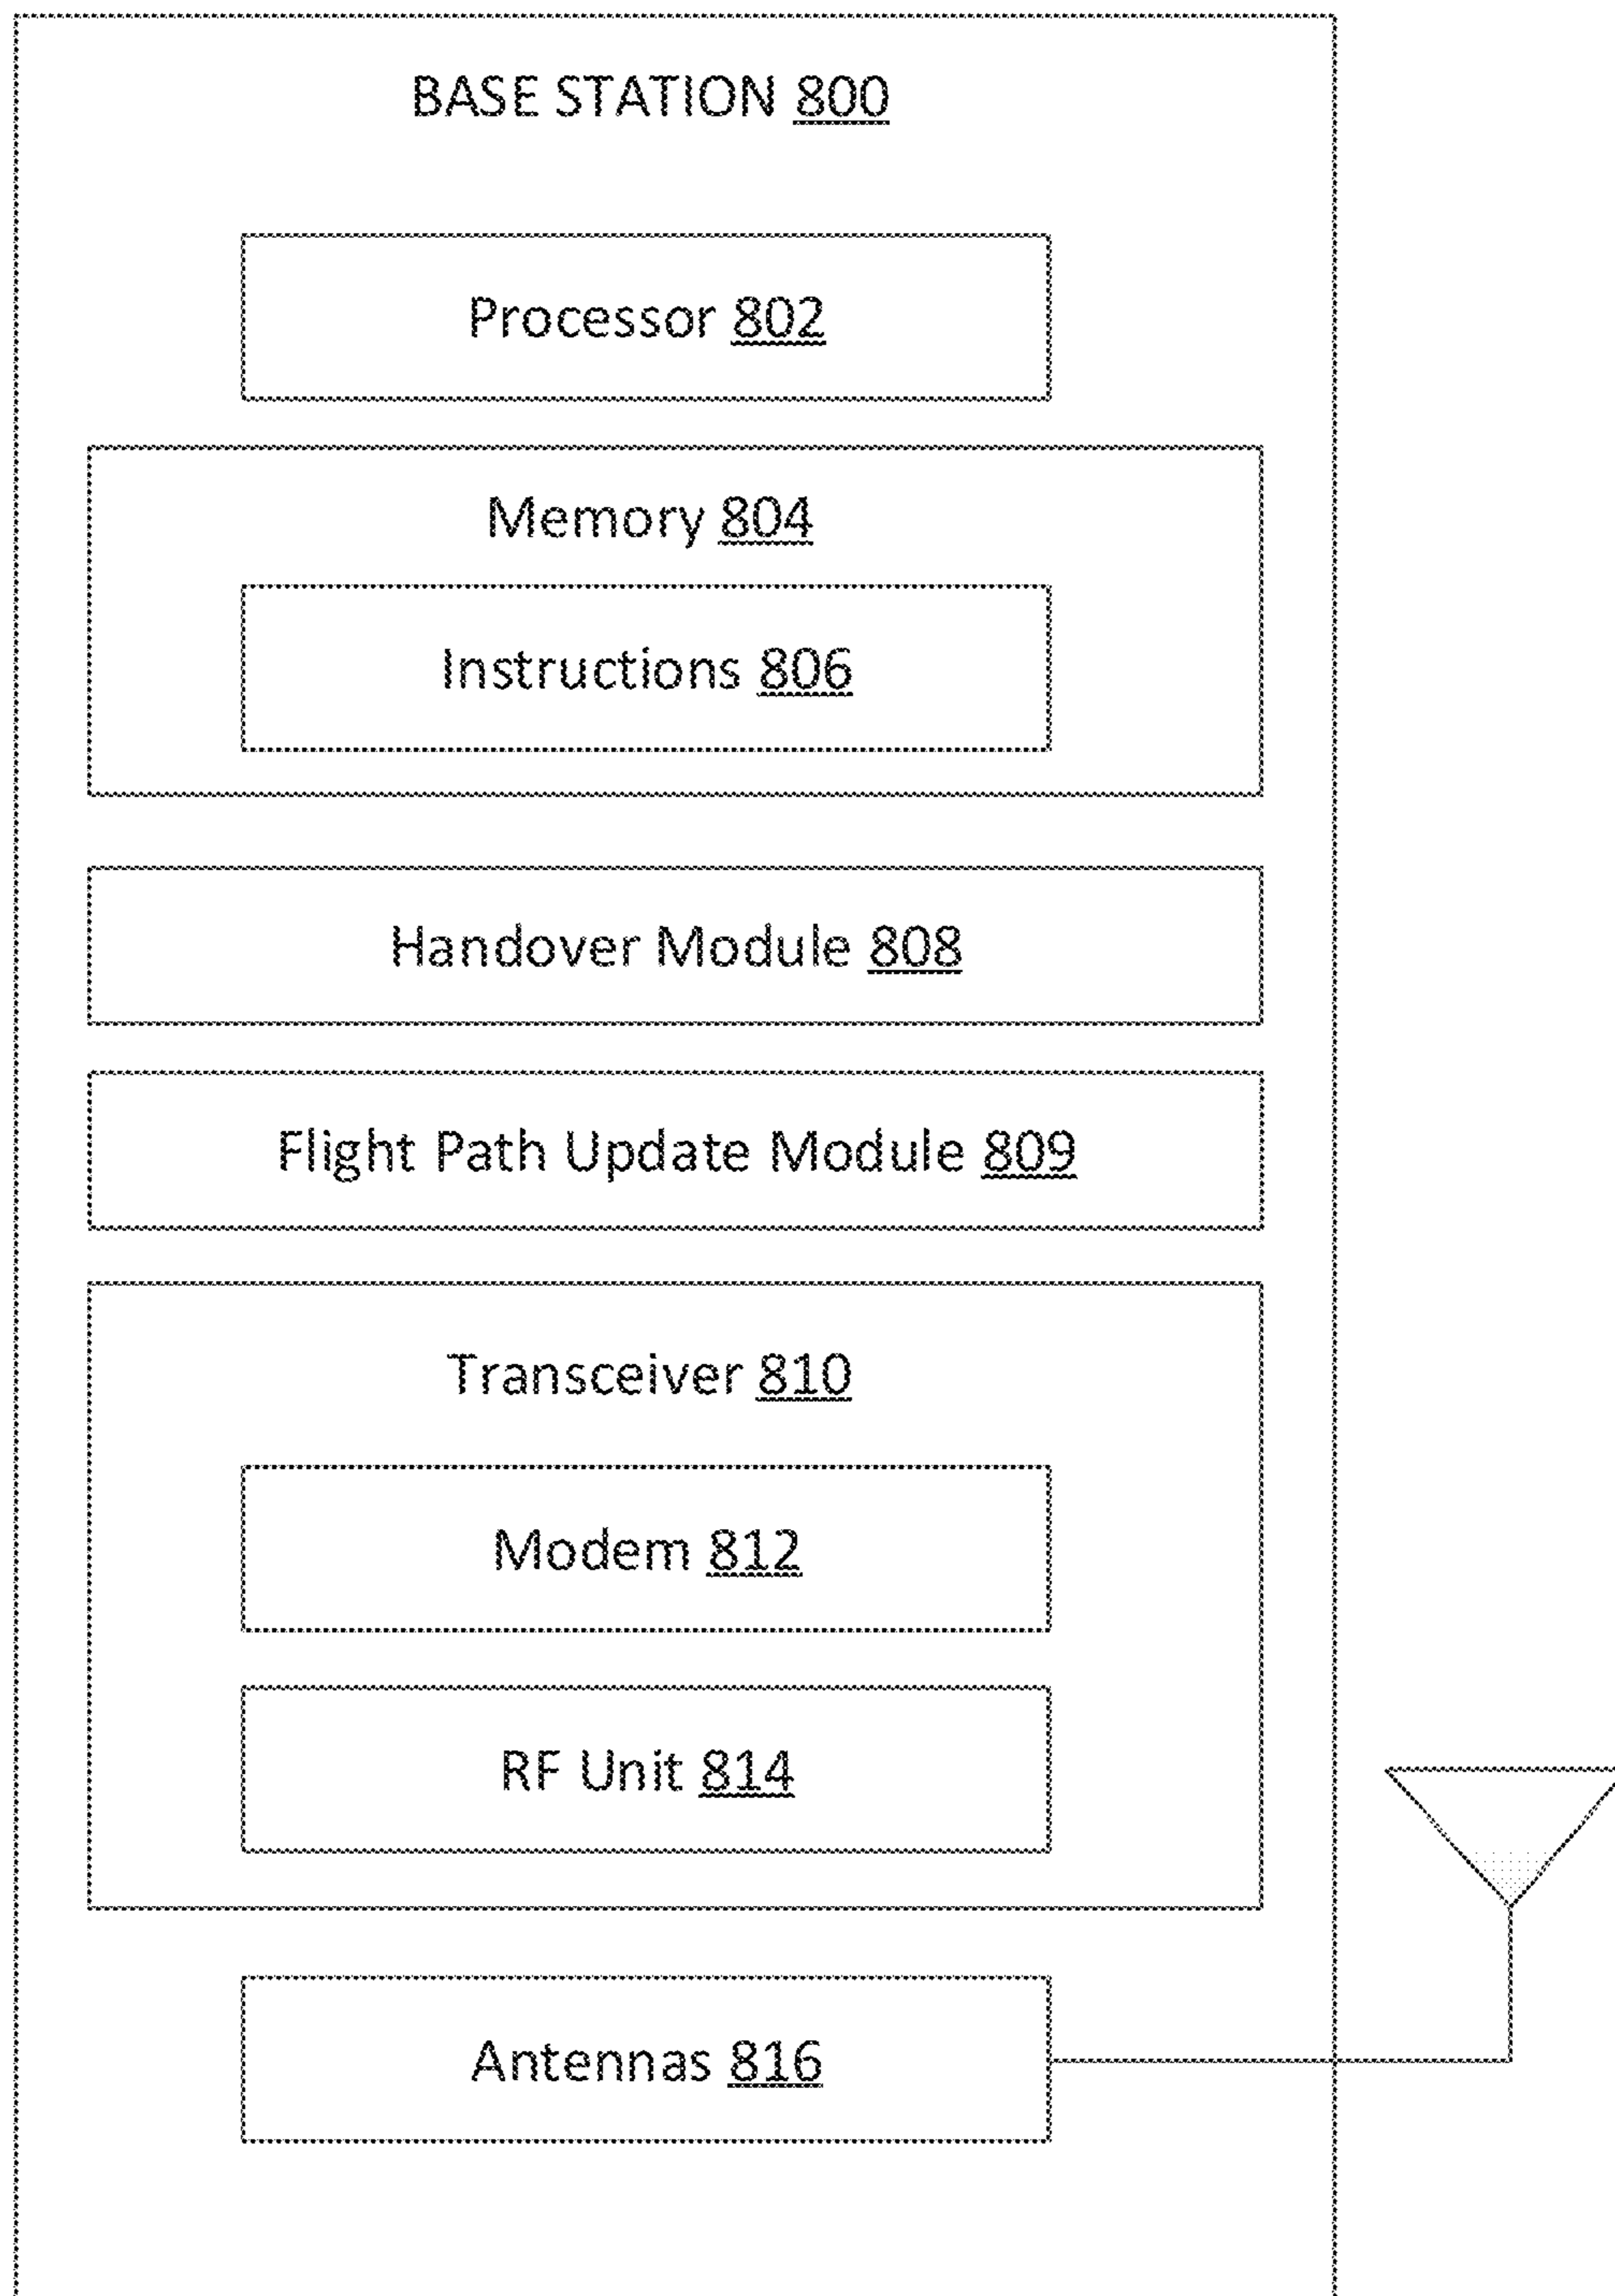 BASE STATION 800
Processor 802
Memory 804
Instructions 806
Handover Module 808
Flight Path Update Module 809
Transceiver 810
Modem 812
RF Unit 814
Antennas 816